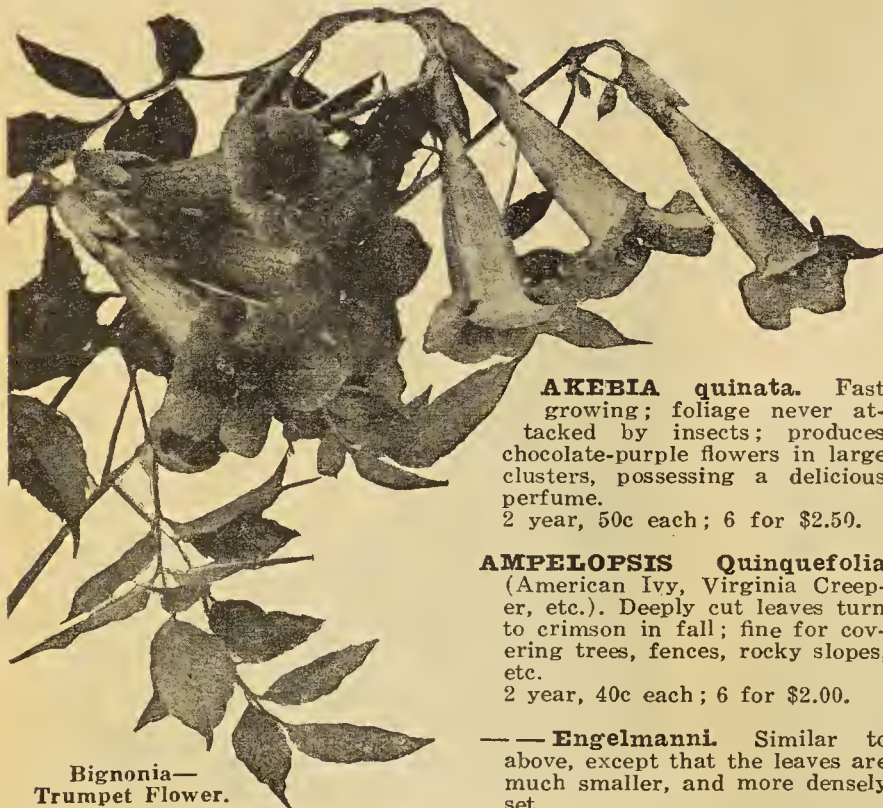 AKEBIA quinata. Fast
growing; foliage never at-
tacked by insects; produces
chocolate-purple flowers in large
clusters, possessing a delicious
perfume.
2 year, 50c each; 6 for $2.50.
AMPELOPSIS Quinquefolia
(American Ivy, Virginia Creep-
er, etc.). Deeply cut leaves turn
to crimson in fall; fine for cov-
ering trees, fences, rocky slopes,
etc.
2 year, 40c each; 6 for $2.00.
— — Engelmanni. Similar to
above, except that the leaves are
much smaller, and more densely
set.
Bignonia—
Trumpet Flower.